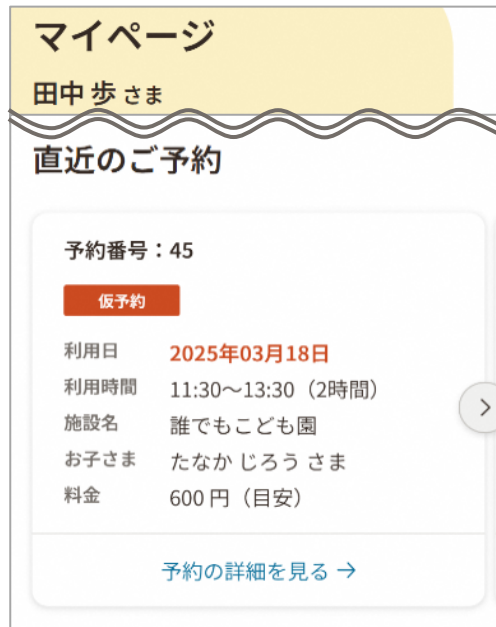 マイページ
田中 歩 さま
直近のご予約
予約番号：45
仮予約
利用日 2025年03月18日
利用時間 11:30～13:30（2時間）
施設名 誰でもこども園
お子さま たなか じろう さま
料金 600 円（目安）
予約の詳細を見る →